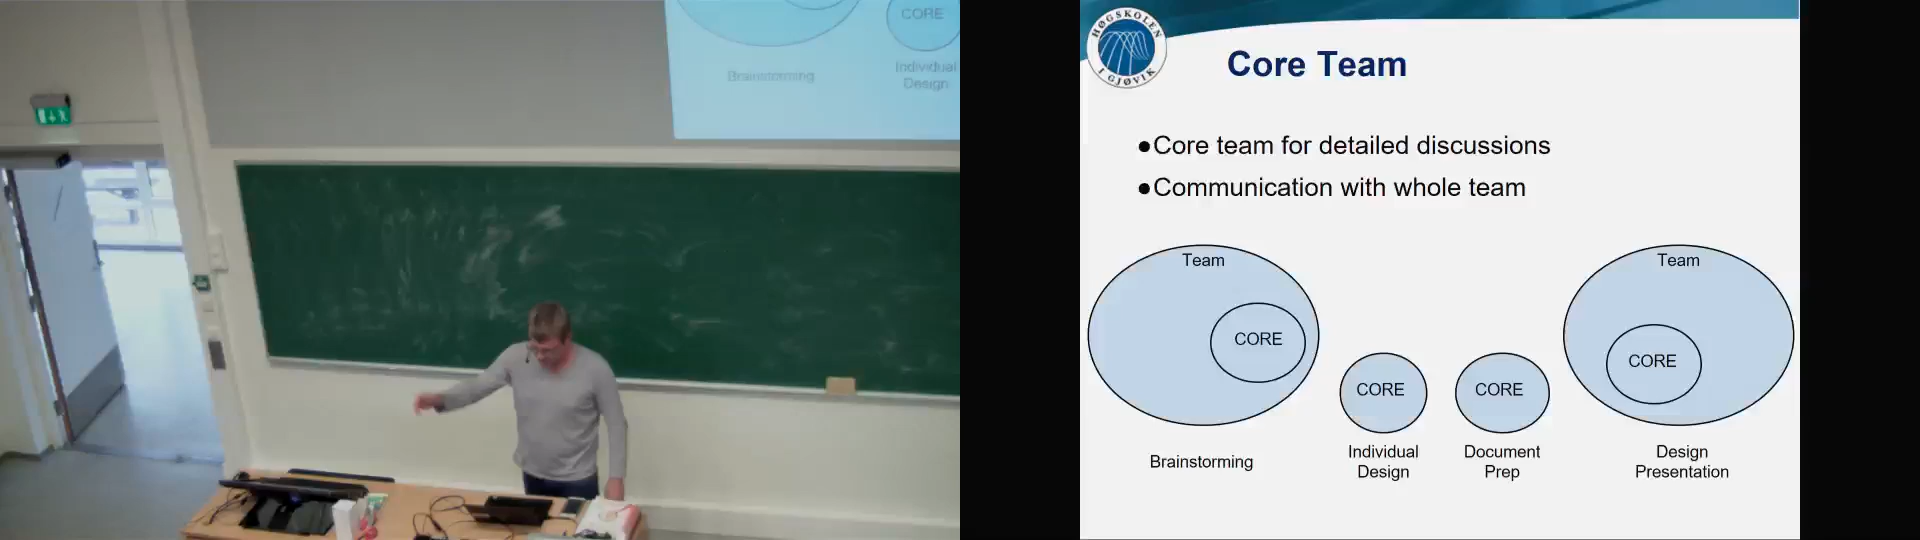 CORE
Brainstorming
Individual
Design
HØGSKOLEN
I GJØVIK
Core Team
●Core team for detailed discussions
●Communication with whole team
Team
CORE
Brainstorming
CORE
Individual
Design
CORE
Document
Prep
Team
CORE
Design
Presentation